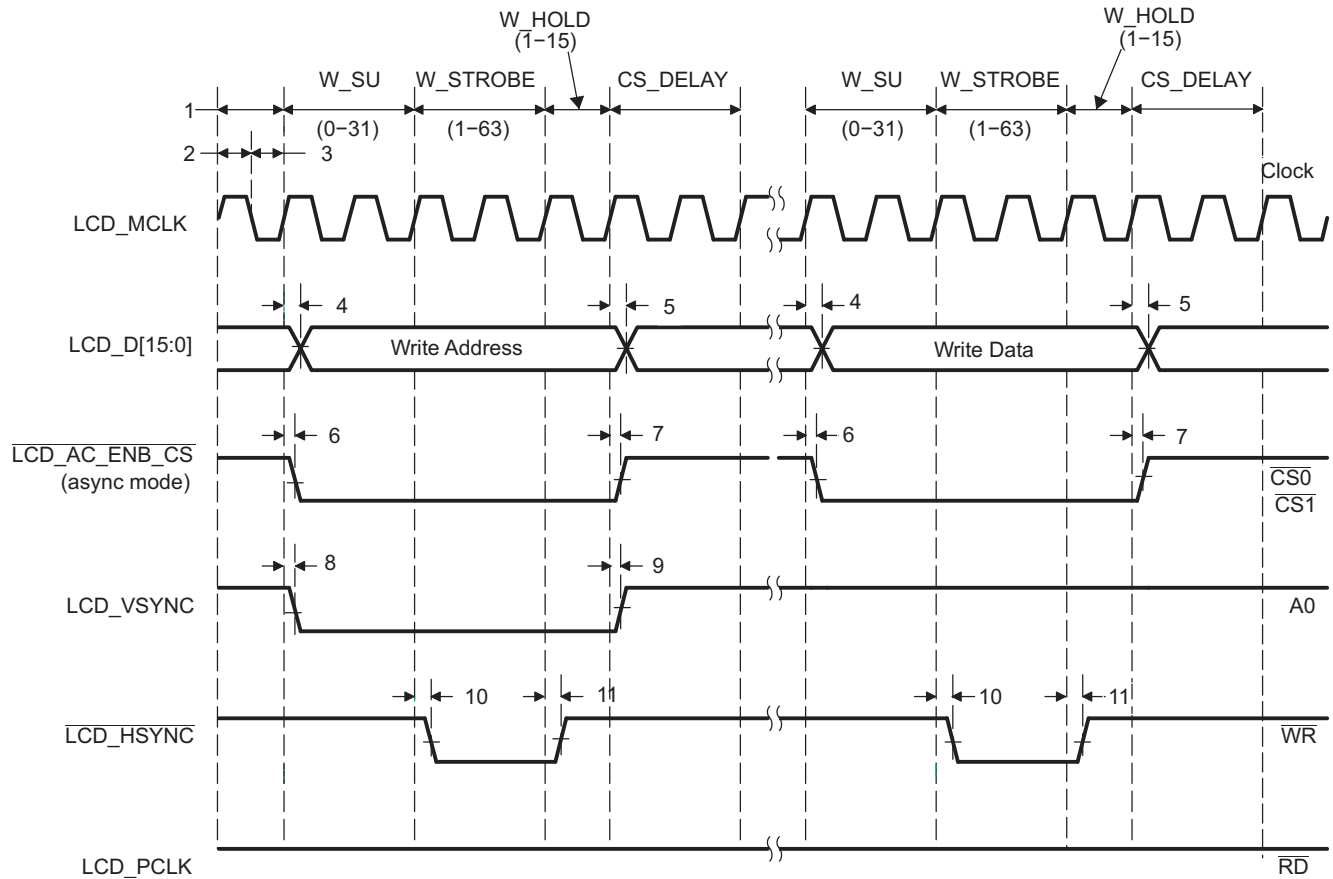 W_HOLD
(1−15)
W_HOLD
(1−15)
W_SU
W_STROBE
CS_DELAY
W_SU
W_STROBE
CS_DELAY
1
(0−31)
(1−63)
(0−31)
(1−63)
2
3
Clock
LCD_MCLK
4
5
4
5
LCD_D[15:0]
Write Address
Write Data
6
7
6
7
LCD_AC_ENB_CS
(async mode)
CS0
CS1
8
9
LCD_VSYNC
A0
10
11
10
11
LCD_HSYNC
WR
LCD_PCLK
RD